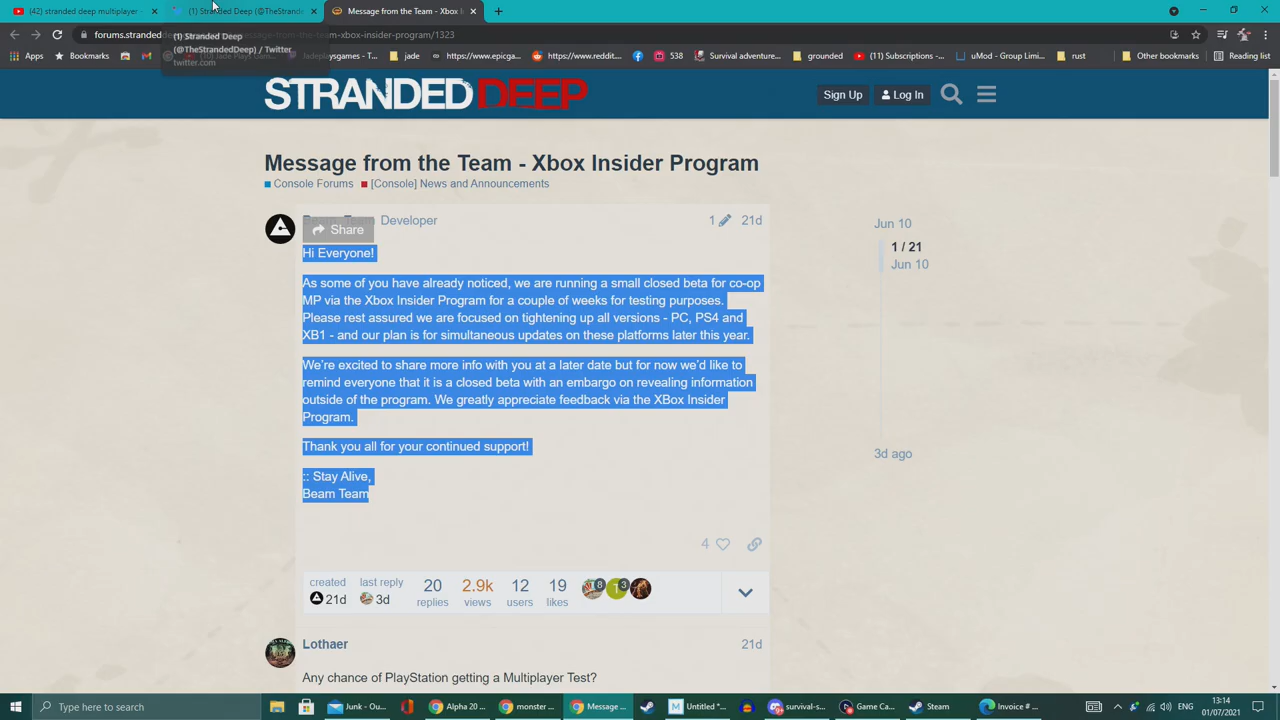 (42) stranded deep multiplayer -
(1) Stranded Deep (@TheStrande
Message from the Team - Xbox I
forums.stranded
eam-xbox-insider-program/1323
(1) Stranded Deep
(@TheStrandedDeep) / Twitter
twitter.com
Apps
Bookmarks
Jadeplaysgames - T...
jade
https://www.epicga...
https://www.reddit...
538
Survival adventure...
grounded
(11) Subscriptions -...
uMod - Group Limi...
rust
Other bookmarks
Reading list
STRANDED DEEP
Sign Up
Log In
Message from the Team - Xbox Insider Program
Console Forums
[Console] News and Announcements
Developer
1
21d
Share
Hi Everyone!
As some of you have already noticed, we are running a small closed beta for co-op
MP via the Xbox Insider Program for a couple of weeks for testing purposes.
Please rest assured we are focused on tightening up all versions - PC, PS4 and
XB1 - and our plan is for simultaneous updates on these platforms later this year.
We're excited to share more info with you at a later date but for now we'd like to
remind everyone that it is a closed beta with an embargo on revealing information
outside of the program. We greatly appreciate feedback via the XBox Insider
Program.
Thank you all for your continued support!
:: Stay Alive,
Beam Team
4
created
21d
last reply
3d
20
replies
2.9k
views
12
users
19
likes
8
3
Jun 10
1 / 21
Jun 10
3d ago
Lothaer
21d
Any chance of PlayStation getting a Multiplayer Test?
Type here to search
Junk - Ou...
Alpha 20 ...
monster ...
Message ...
Untitled *...
survival-s...
Game Ca...
Steam
Invoice # ...
13:14
01/07/2021